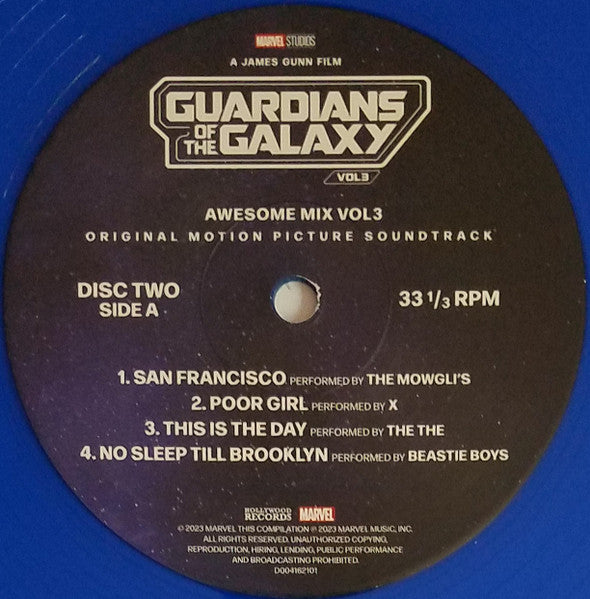 MARVEL STUDIOS
A JAMES GUNN FILM
GUARDIANS
OF THE GALAXY
VOL3
AWESOME MIX VOL3
ORIGINAL MOTION PICTURE SOUNDTRACK
DISC TWO
SIDE A
33 1/3 RPM
1. SAN FRANCISCO PERFORMED BY THE MOWGLI'S
2. POOR GIRL PERFORMED BY X
3. THIS IS THE DAY PERFORMED BY THE THE
4. NO SLEEP TILL BROOKLYN PERFORMED BY BEASTIE BOYS
HOLLYWOOD RECORDS MARVEL
© 2023 MARVEL THIS COMPILATION ℗ 2023 MARVEL MUSIC, INC.
ALL RIGHTS RESERVED. UNAUTHORIZED COPYING,
REPRODUCTION, HIRING, LENDING, PUBLIC PERFORMANCE
AND BROADCASTING PROHIBITED.
D004162101